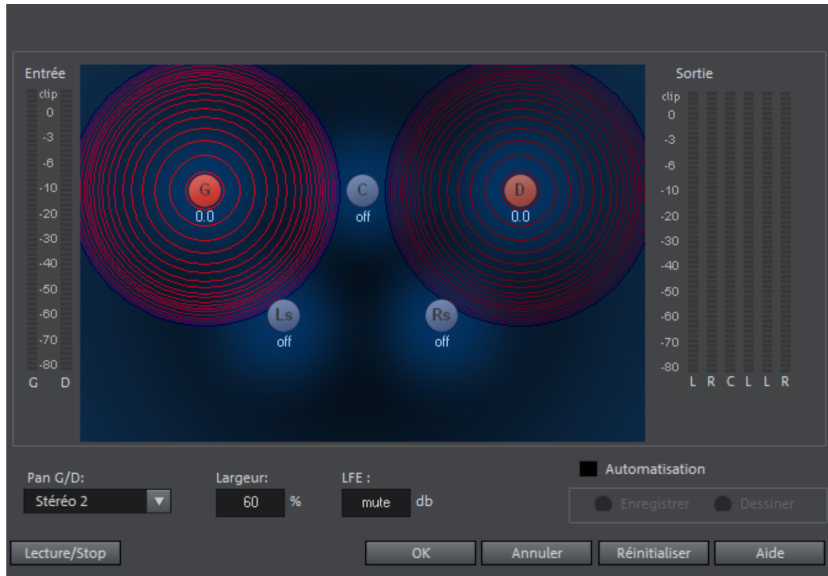 Entrée
Sortie
clip
0
-3
-6
-10
-20
-30
-40
-50
-60
-70
-80
G D
G
0.0
C
off
D
0.0
Ls
off
Rs
off
clip
0
-3
-6
-10
-20
-30
-40
-50
-60
-70
-80
L R C L L R
Pan G/D:
Stéréo 2
Largeur:
60 %
LFE :
mute db
Automatisation
Enregistrer Dessiner
Lecture/Stop OK Annuler Réinitialiser Aide